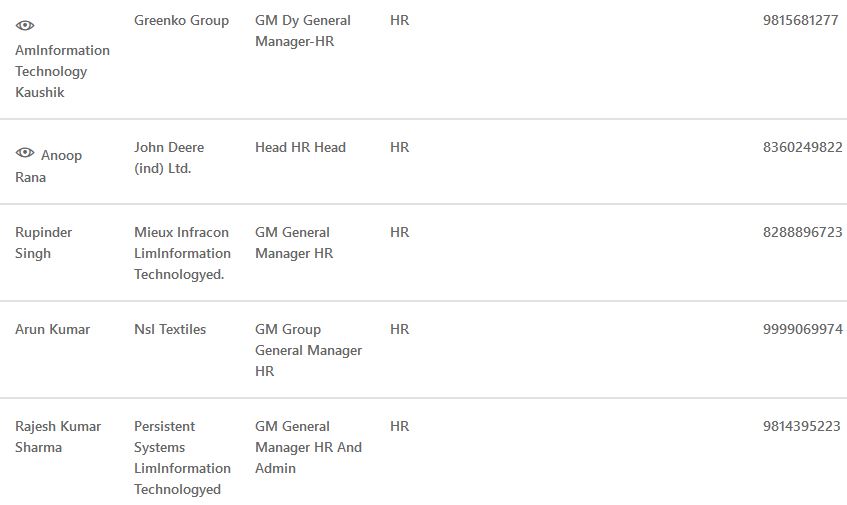 AmInformation Technology Kaushik Greenko Group GM Dy General Manager-HR HR 9815681277
Anoop Rana John Deere (ind) Ltd. Head HR Head HR 8360249822
Rupinder Singh Mieux Infracon LimInformation Technologyed. GM General Manager HR HR 8288896723
Arun Kumar Nsl Textiles GM Group General Manager HR HR 9999069974
Rajesh Kumar Sharma Persistent Systems LimInformation Technologyed GM General Manager HR And Admin HR 9814395223